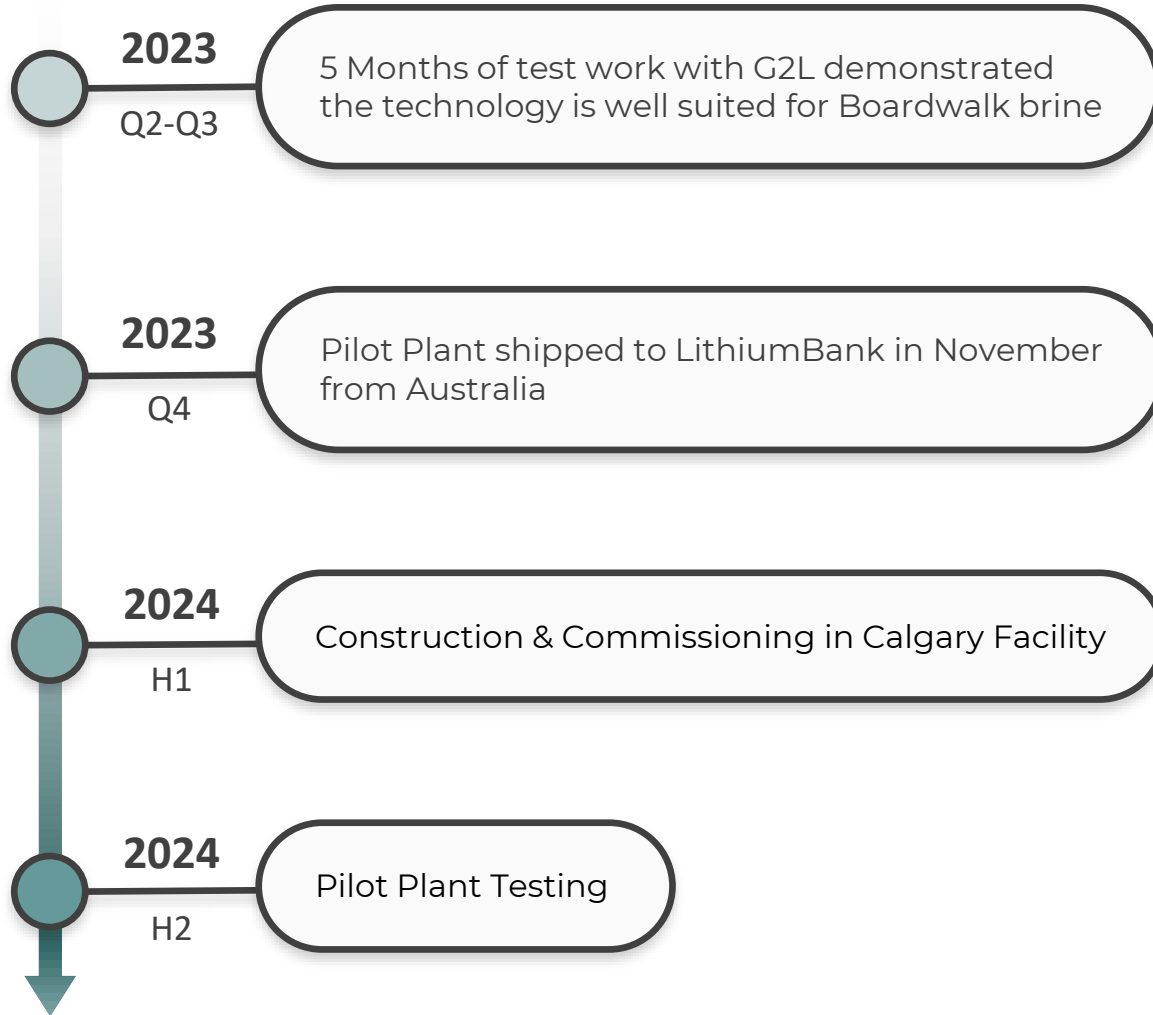 2023
Q2-Q3
5 Months of test work with G2L demonstrated
the technology is well suited for Boardwalk brine
2023
Q4
Pilot Plant shipped to LithiumBank in November
from Australia
2024
H1
Construction & Commissioning in Calgary Facility
2024
H2
Pilot Plant Testing